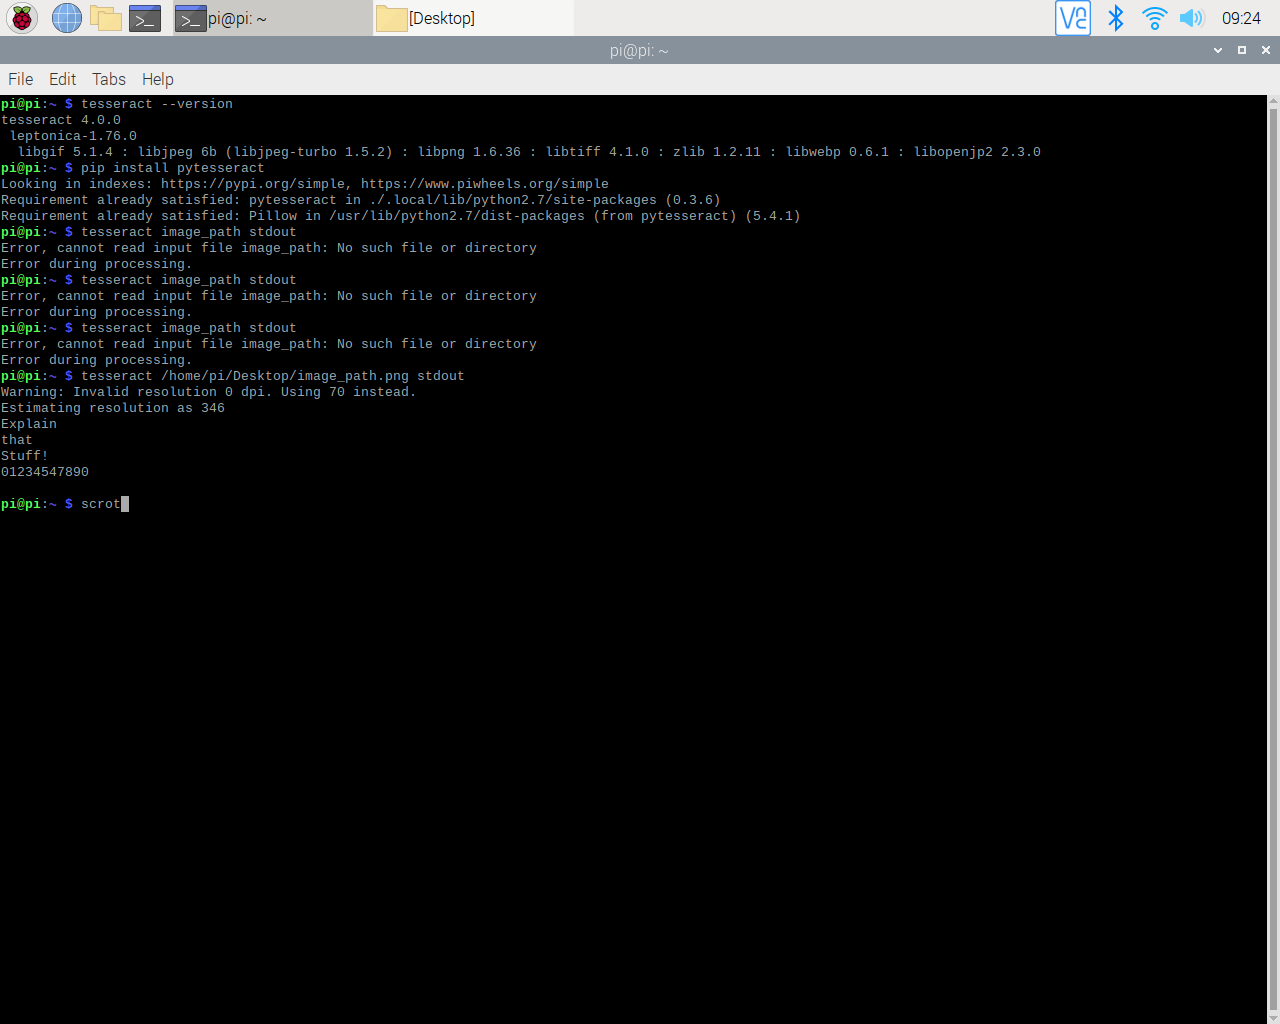 pi@pi: ~
[Desktop]
09:24
pi@pi: ~
File Edit Tabs Help
pi@pi:~ $ tesseract --version
tesseract 4.0.0
 leptonica-1.76.0
  libgif 5.1.4 : libjpeg 6b (libjpeg-turbo 1.5.2) : libpng 1.6.36 : libtiff 4.1.0 : zlib 1.2.11 : libwebp 0.6.1 : libopenjp2 2.3.0
pi@pi:~ $ pip install pytesseract
Looking in indexes: https://pypi.org/simple, https://www.piwheels.org/simple
Requirement already satisfied: pytesseract in ./.local/lib/python2.7/site-packages (0.3.6)
Requirement already satisfied: Pillow in /usr/lib/python2.7/dist-packages (from pytesseract) (5.4.1)
pi@pi:~ $ tesseract image_path stdout
Error, cannot read input file image_path: No such file or directory
Error during processing.
pi@pi:~ $ tesseract image_path stdout
Error, cannot read input file image_path: No such file or directory
Error during processing.
pi@pi:~ $ tesseract image_path stdout
Error, cannot read input file image_path: No such file or directory
Error during processing.
pi@pi:~ $ tesseract /home/pi/Desktop/image_path.png stdout
Warning: Invalid resolution 0 dpi. Using 70 instead.
Estimating resolution as 346
Explain
that
Stuff!
01234547890
pi@pi:~ $ scrot